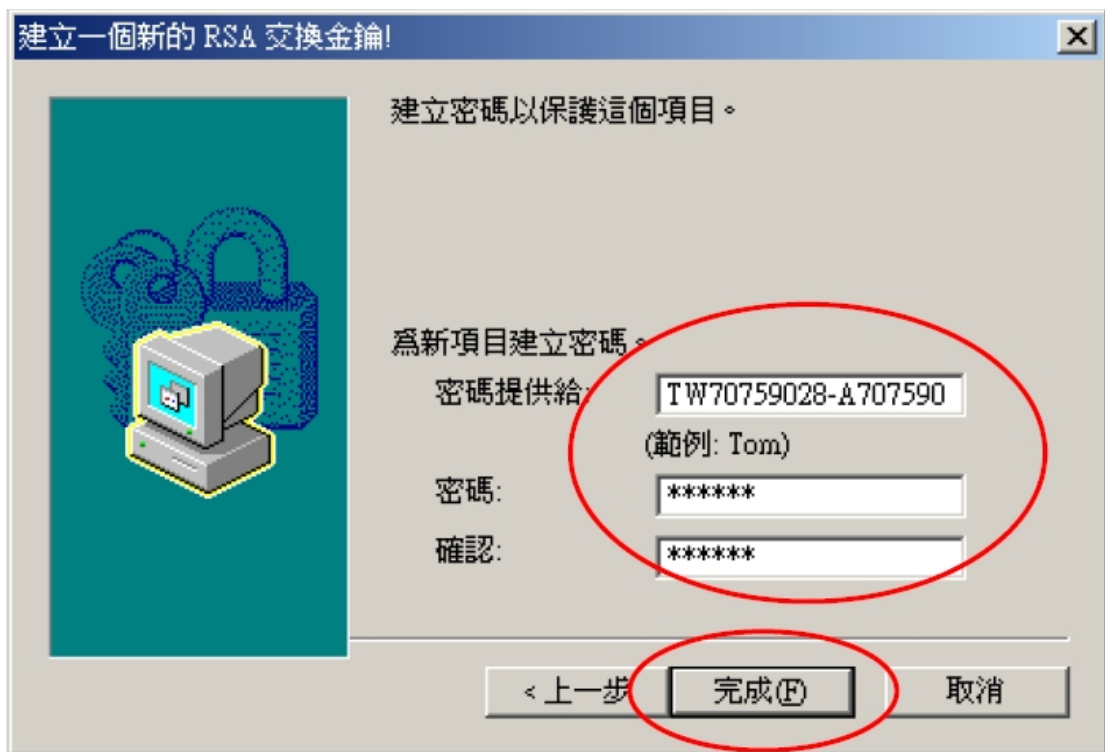 建立一個新的 RSA 交換金鑰!
建立密碼以保護這個項目。
爲新項目建立密碼。
密碼提供給: TW70759028-A707590
(範例: Tom)
密碼: ******
確認: ******
< 上一步 完成(F) 取消